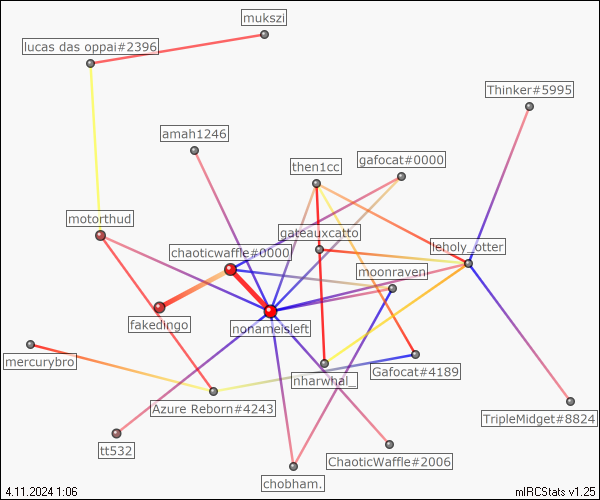 mukszi
lucas das oppai#2396
Thinker#5995
amah1246
gafocat#0000
then1cc
motorthud
gateauxcatto
leholy_otter
chaoticwaffle#0000
moonraven
fakedingo
nonameisleft
mercurybro
Gafocat#4189
nharwhal_
Azure Reborn#4243
TripleMidget#8824
tt532
ChaoticWaffle#2006
chobham.
4.11.2024 1:06
mIRCStats v1.25